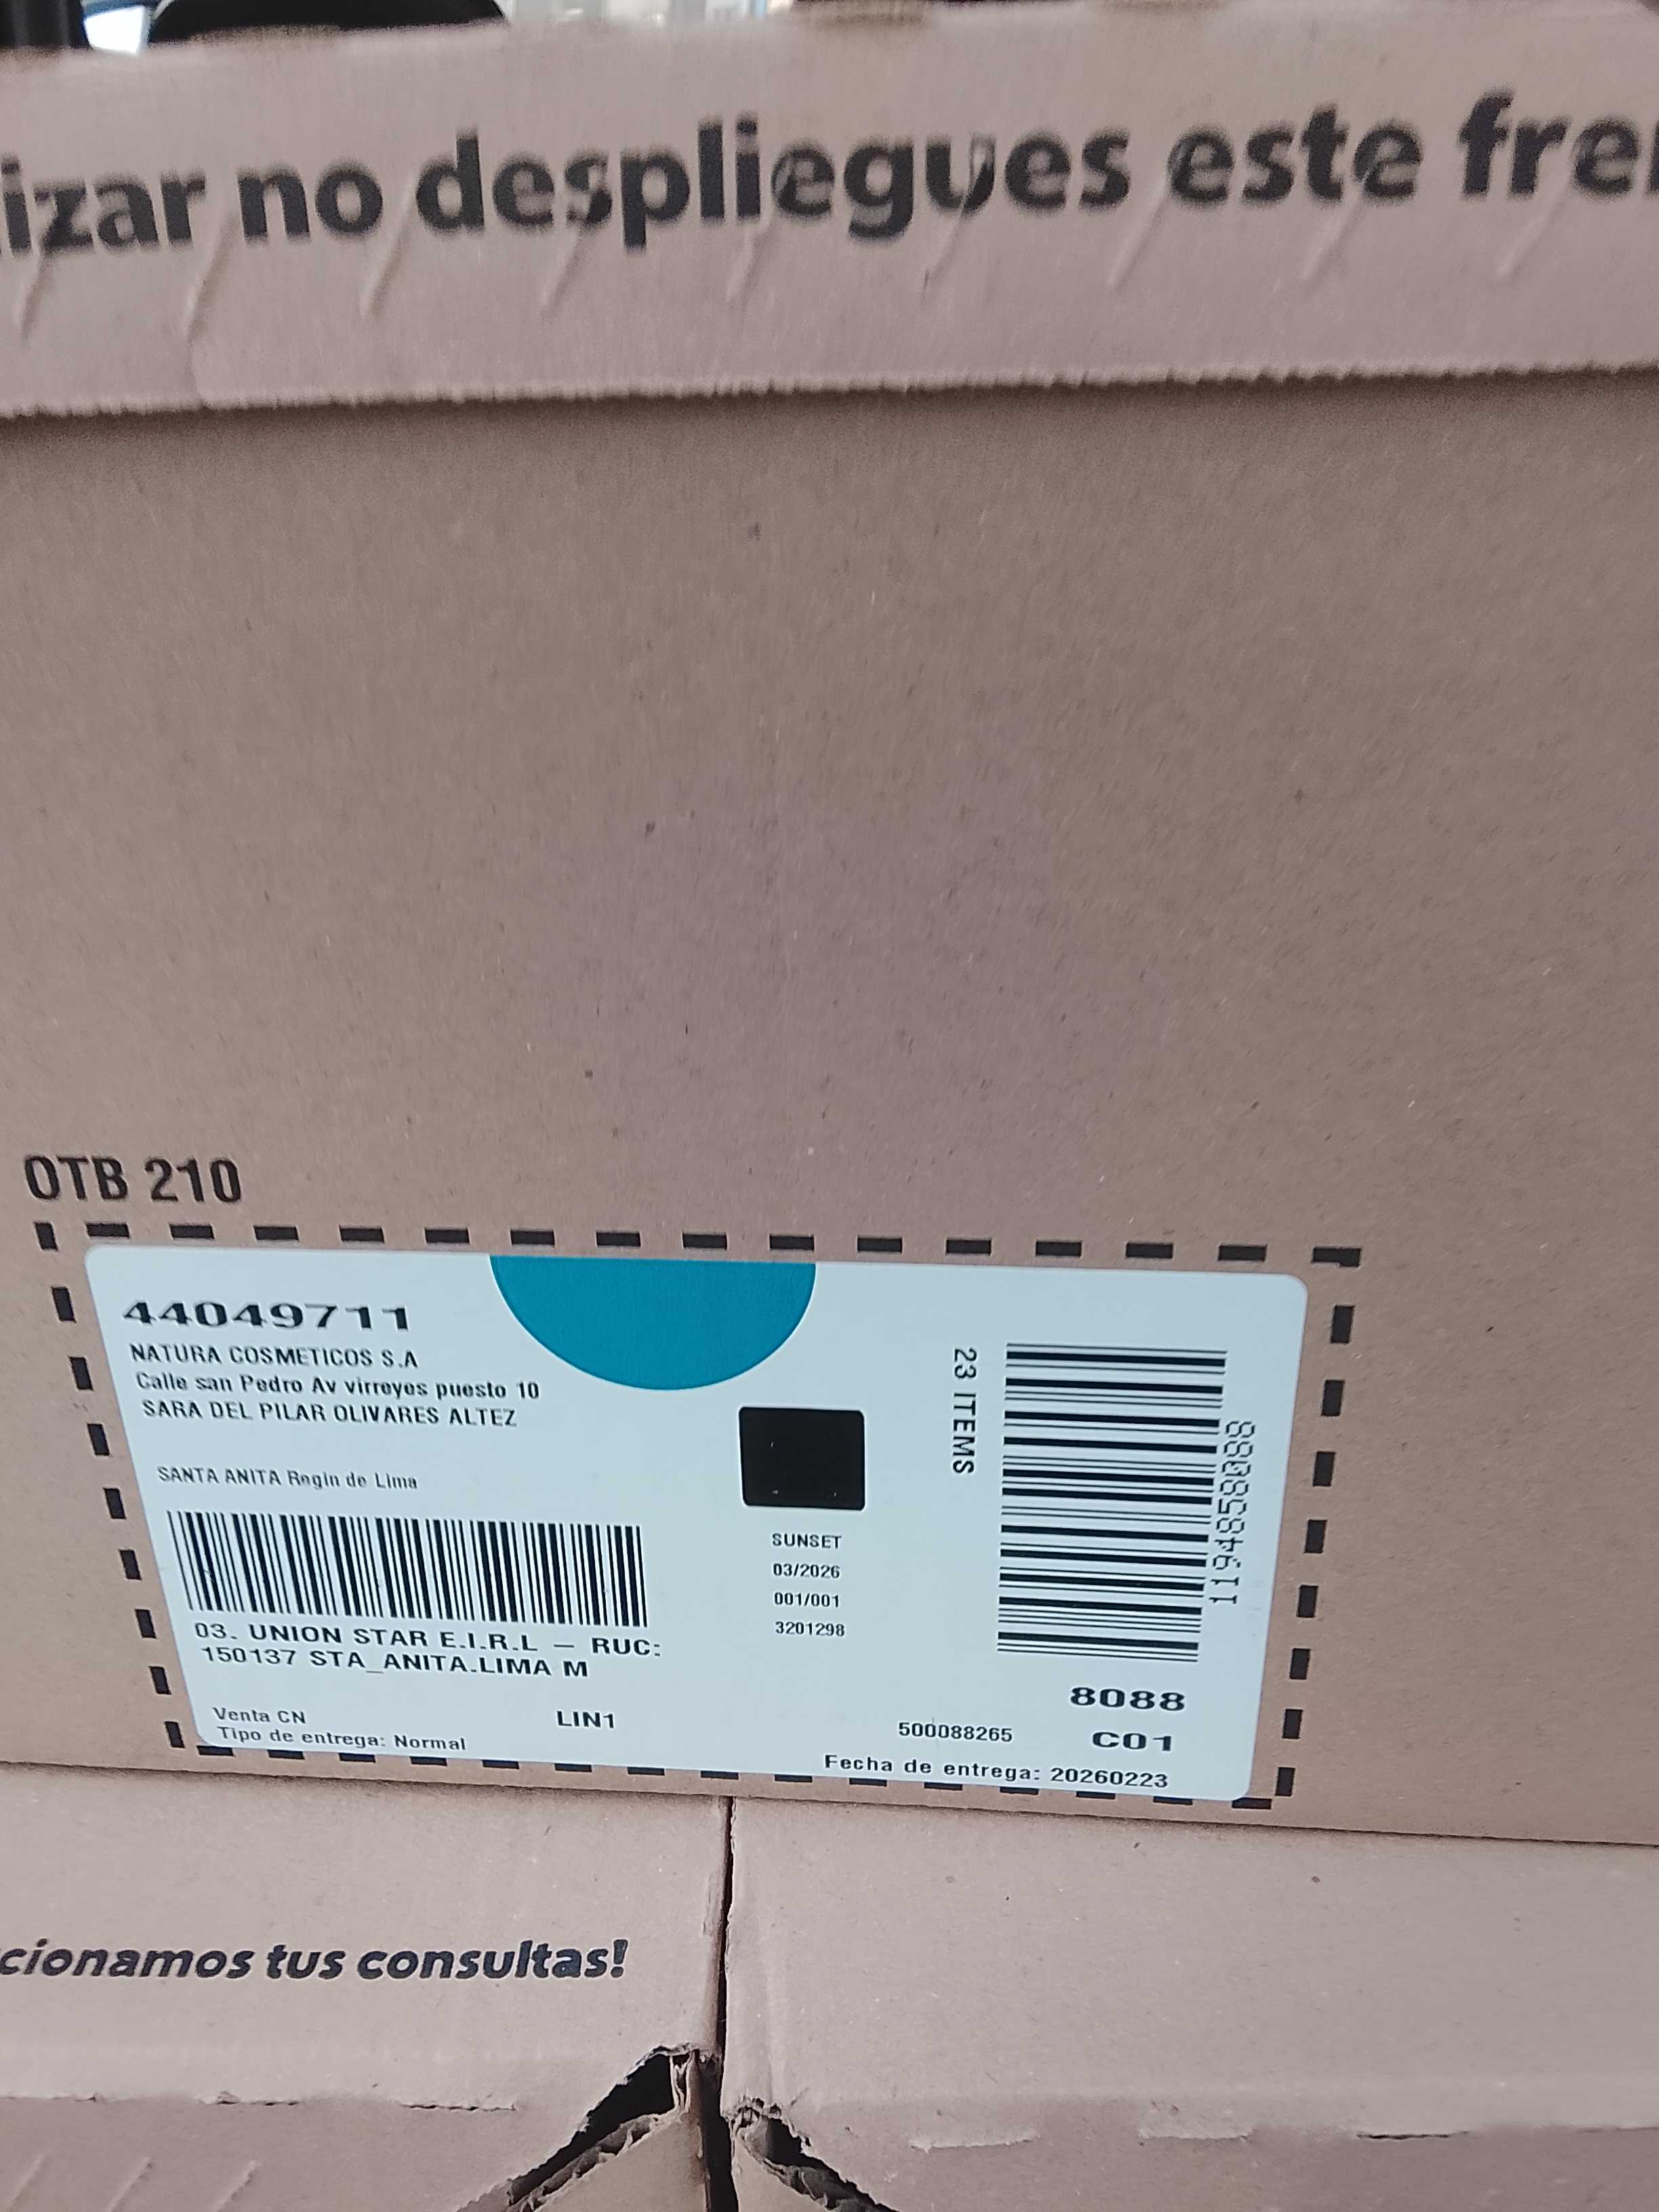 izar no despliegues este fre
OTB 210
44049711
NATURA COSMETICOS S.A
Calle san Pedro Av virreyes puesto 10
SARA DEL PILAR OLIVARES ALTEZ
SANTA ANITA Regin de Lima
03. UNION STAR E.I.R.L – RUC:
150137 STA_ANITA.LIMA M
Venta CN
LIN1
Tipo de entrega: Normal
SUNSET
03/2026
001/001
3201298
23 ITEMS
8088
500088265
C01
Fecha de entrega: 20260223
cionamos tus consultas!